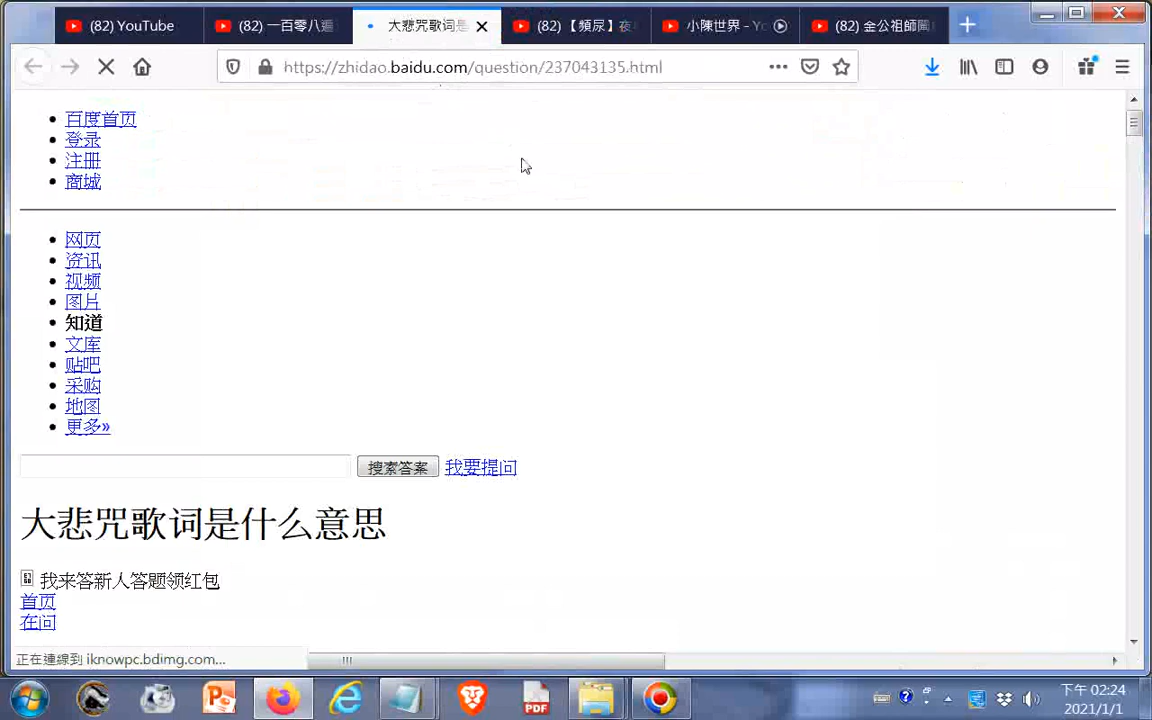 (82) YouTube
(82) 一百零八遍
大悲咒歌词是
(82) 【頻尿】夜
小陳世界 - Yo
(82) 金公祖師闖
https://zhidao.baidu.com/question/237043135.html
百度首页
登录
注册
商城
网页
资讯
视频
图片
知道
文库
贴吧
采购
地图
更多»
搜索答案 我要提问
大悲咒歌词是什么意思
我来答新人答题领红包
首页
在问
正在連線到 iknowpc.bdimg.com...
下午 02:24
2021/1/1